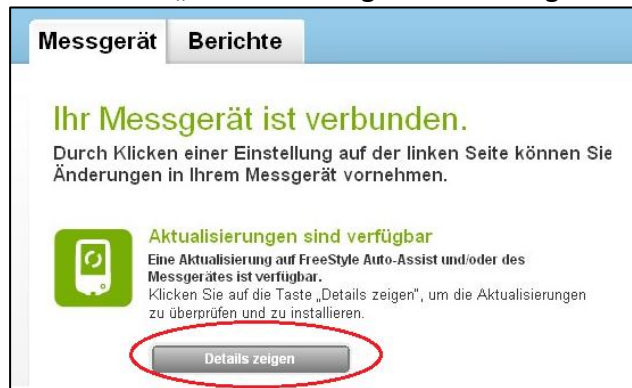 Messgerät Berichte
Ihr Messgerät ist verbunden.
Durch Klicken einer Einstellung auf der linken Seite können Sie
Änderungen in Ihrem Messgerät vornehmen.
Aktualisierungen sind verfügbar
Eine Aktualisierung auf FreeStyle Auto-Assist und/oder des
Messgerätes ist verfügbar.
Klicken Sie auf die Taste „Details zeigen", um die Aktualisierungen
zu überprüfen und zu installieren.
Details zeigen